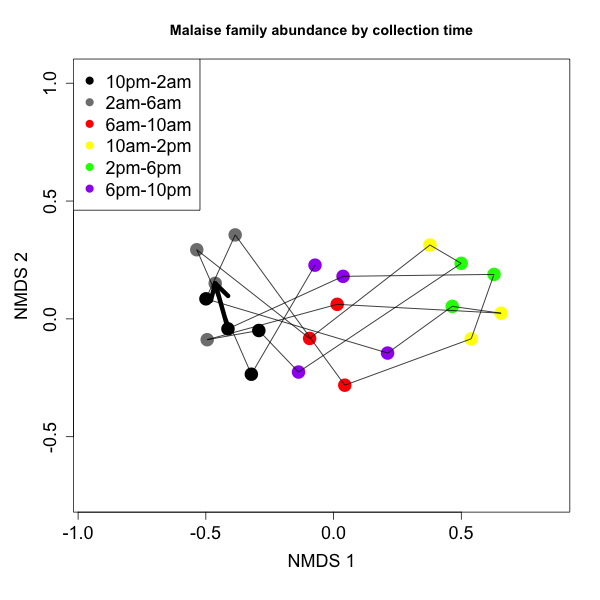 Malaise family abundance by collection time
10pm-2am
2am-6am
6am-10am
10am-2pm
2pm-6pm
6pm-10pm
1.0
0.5
0.0
-0.5
NMDS 2
-1.0 -0.5 0.0 0.5
NMDS 1